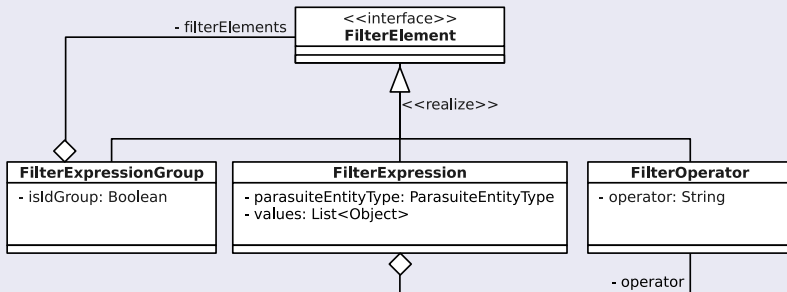 <<interface>>
- filterElements
FilterElement
<<realize>>
FilterExpressionGroup
- isIdGroup: Boolean
FilterExpression
- parasuiteEntityType: ParasuiteEntityType
- values: List<Object>
FilterOperator
- operator: String
- operator